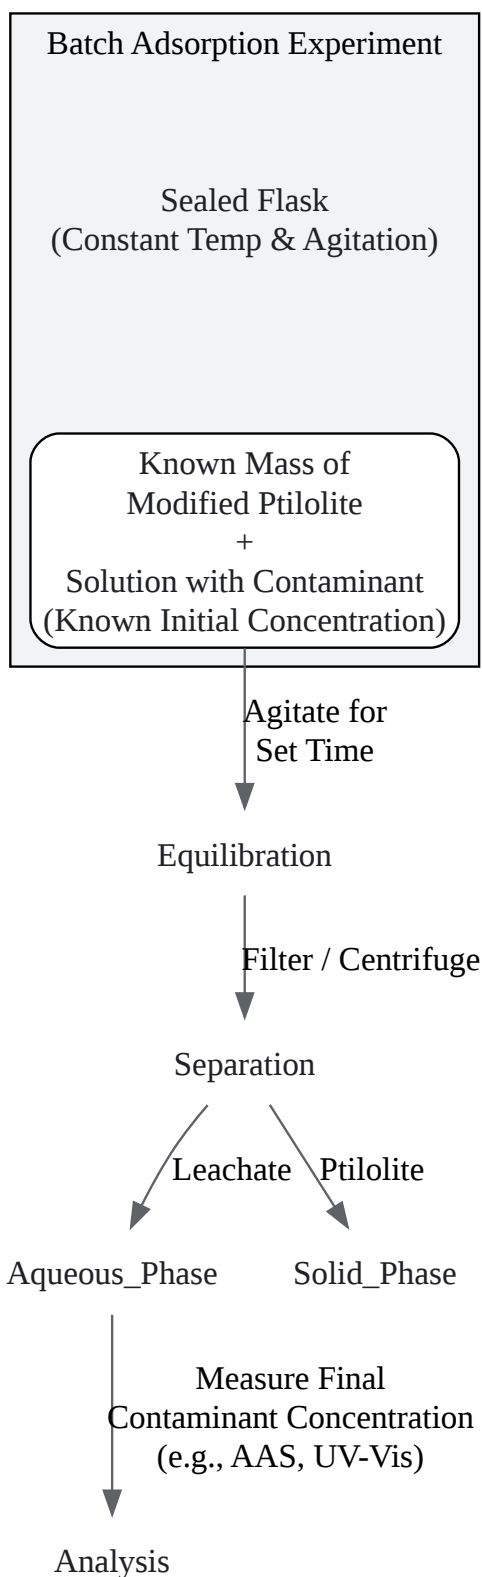 Batch Adsorption Experiment
Sealed Flask
(Constant Temp & Agitation)
Known Mass of
Modified Ptilolite
+
Solution with Contaminant
(Known Initial Concentration)
Agitate for
Set Time
Equilibration
Filter / Centrifuge
Separation
Leachate
Ptilolite
Aqueous_Phase
Solid_Phase
Measure Final
Contaminant Concentration
(e.g., AAS, UV-Vis)
Analysis